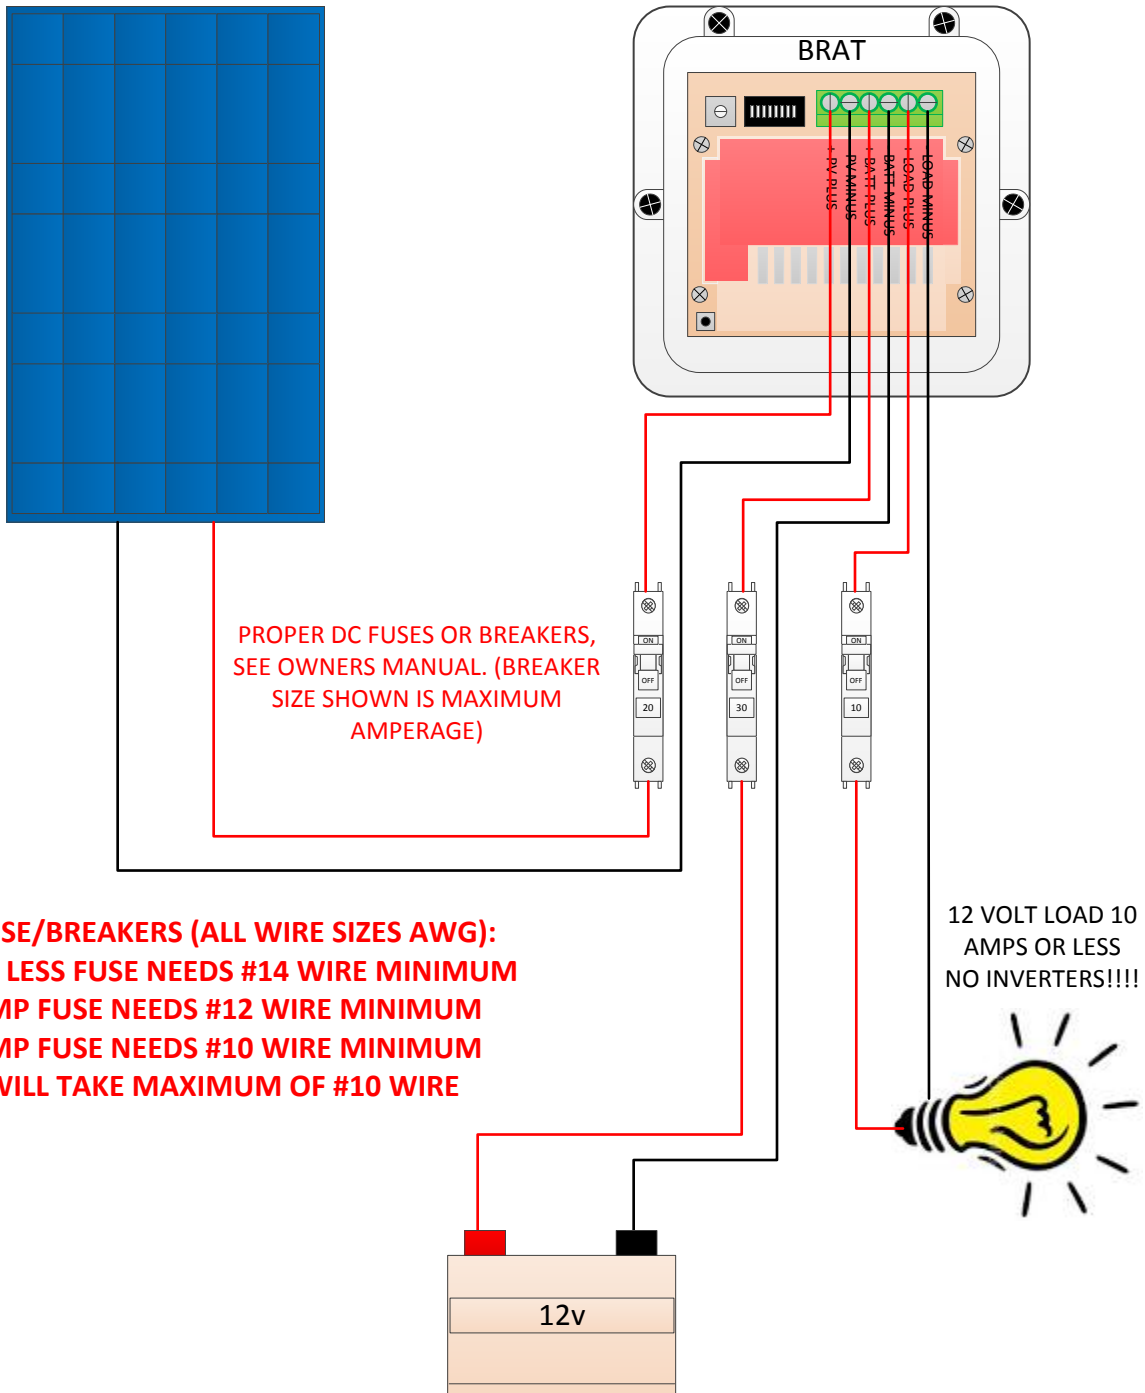 BRAT
+ PV PLUS
- PV MINUS
+ BATT PLUS
- BATT MINUS
+ LOAD PLUS
- LOAD MINUS
PROPER DC FUSES OR BREAKERS,
SEE OWNERS MANUAL. (BREAKER
SIZE SHOWN IS MAXIMUM
AMPERAGE)
ON
OFF
20
ON
OFF
30
ON
OFF
10
SE/BREAKERS (ALL WIRE SIZES AWG):
LESS FUSE NEEDS #14 WIRE MINIMUM
MP FUSE NEEDS #12 WIRE MINIMUM
MP FUSE NEEDS #10 WIRE MINIMUM
WILL TAKE MAXIMUM OF #10 WIRE
12 VOLT LOAD 10
AMPS OR LESS
NO INVERTERS!!!!
12v